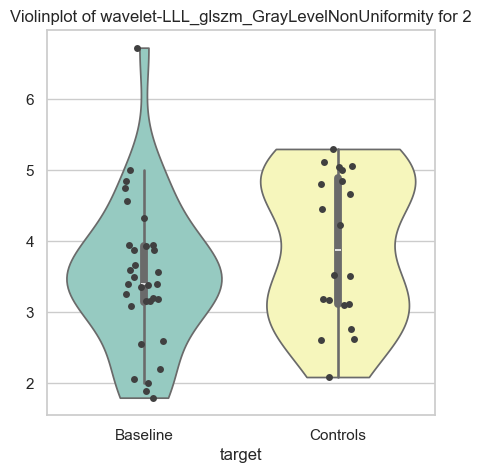 Violinplot of wavelet-LLL_glszm_GrayLevelNonUniformity for 2
6
5
4
3
2
Baseline Controls
target